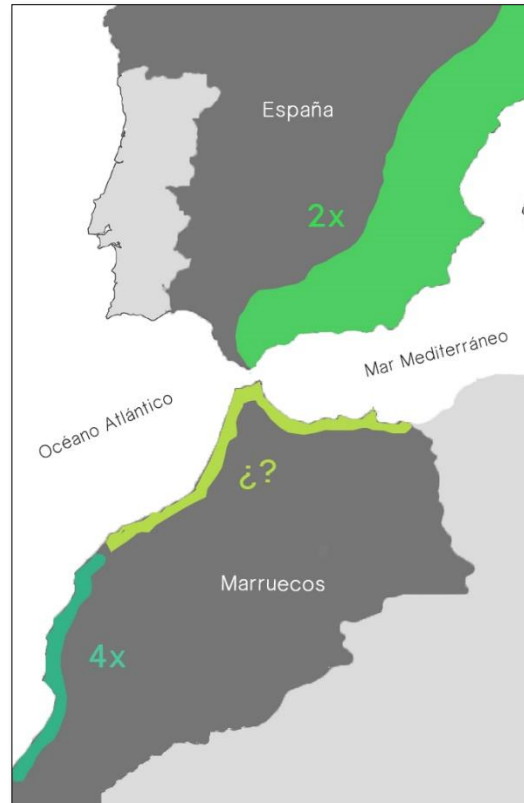 España
2x
Mar Mediterráneo
Océano Atlántico
¿?
Marruecos
4x